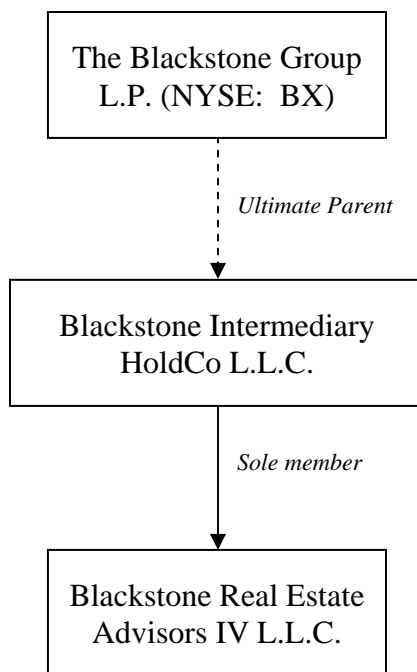 The Blackstone Group
L.P. (NYSE: BX)
Ultimate Parent
Blackstone Intermediary
HoldCo L.L.C.
Sole member
Blackstone Real Estate
Advisors IV L.L.C.